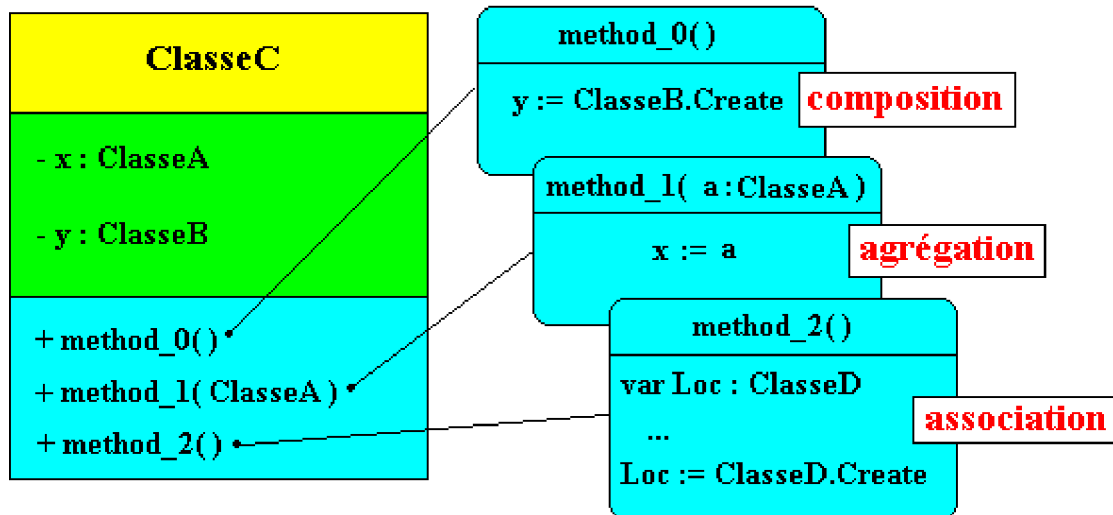 ClasseC
- x : ClasseA
- y : ClasseB
+ method_0()
+ method_1( ClasseA )
+ method_2()
method_0()
y := ClasseB.Create
composition
method_1( a : ClasseA )
x := a
agrégation
method_2()
var Loc : ClasseD
...
Loc := ClasseD.Create
association